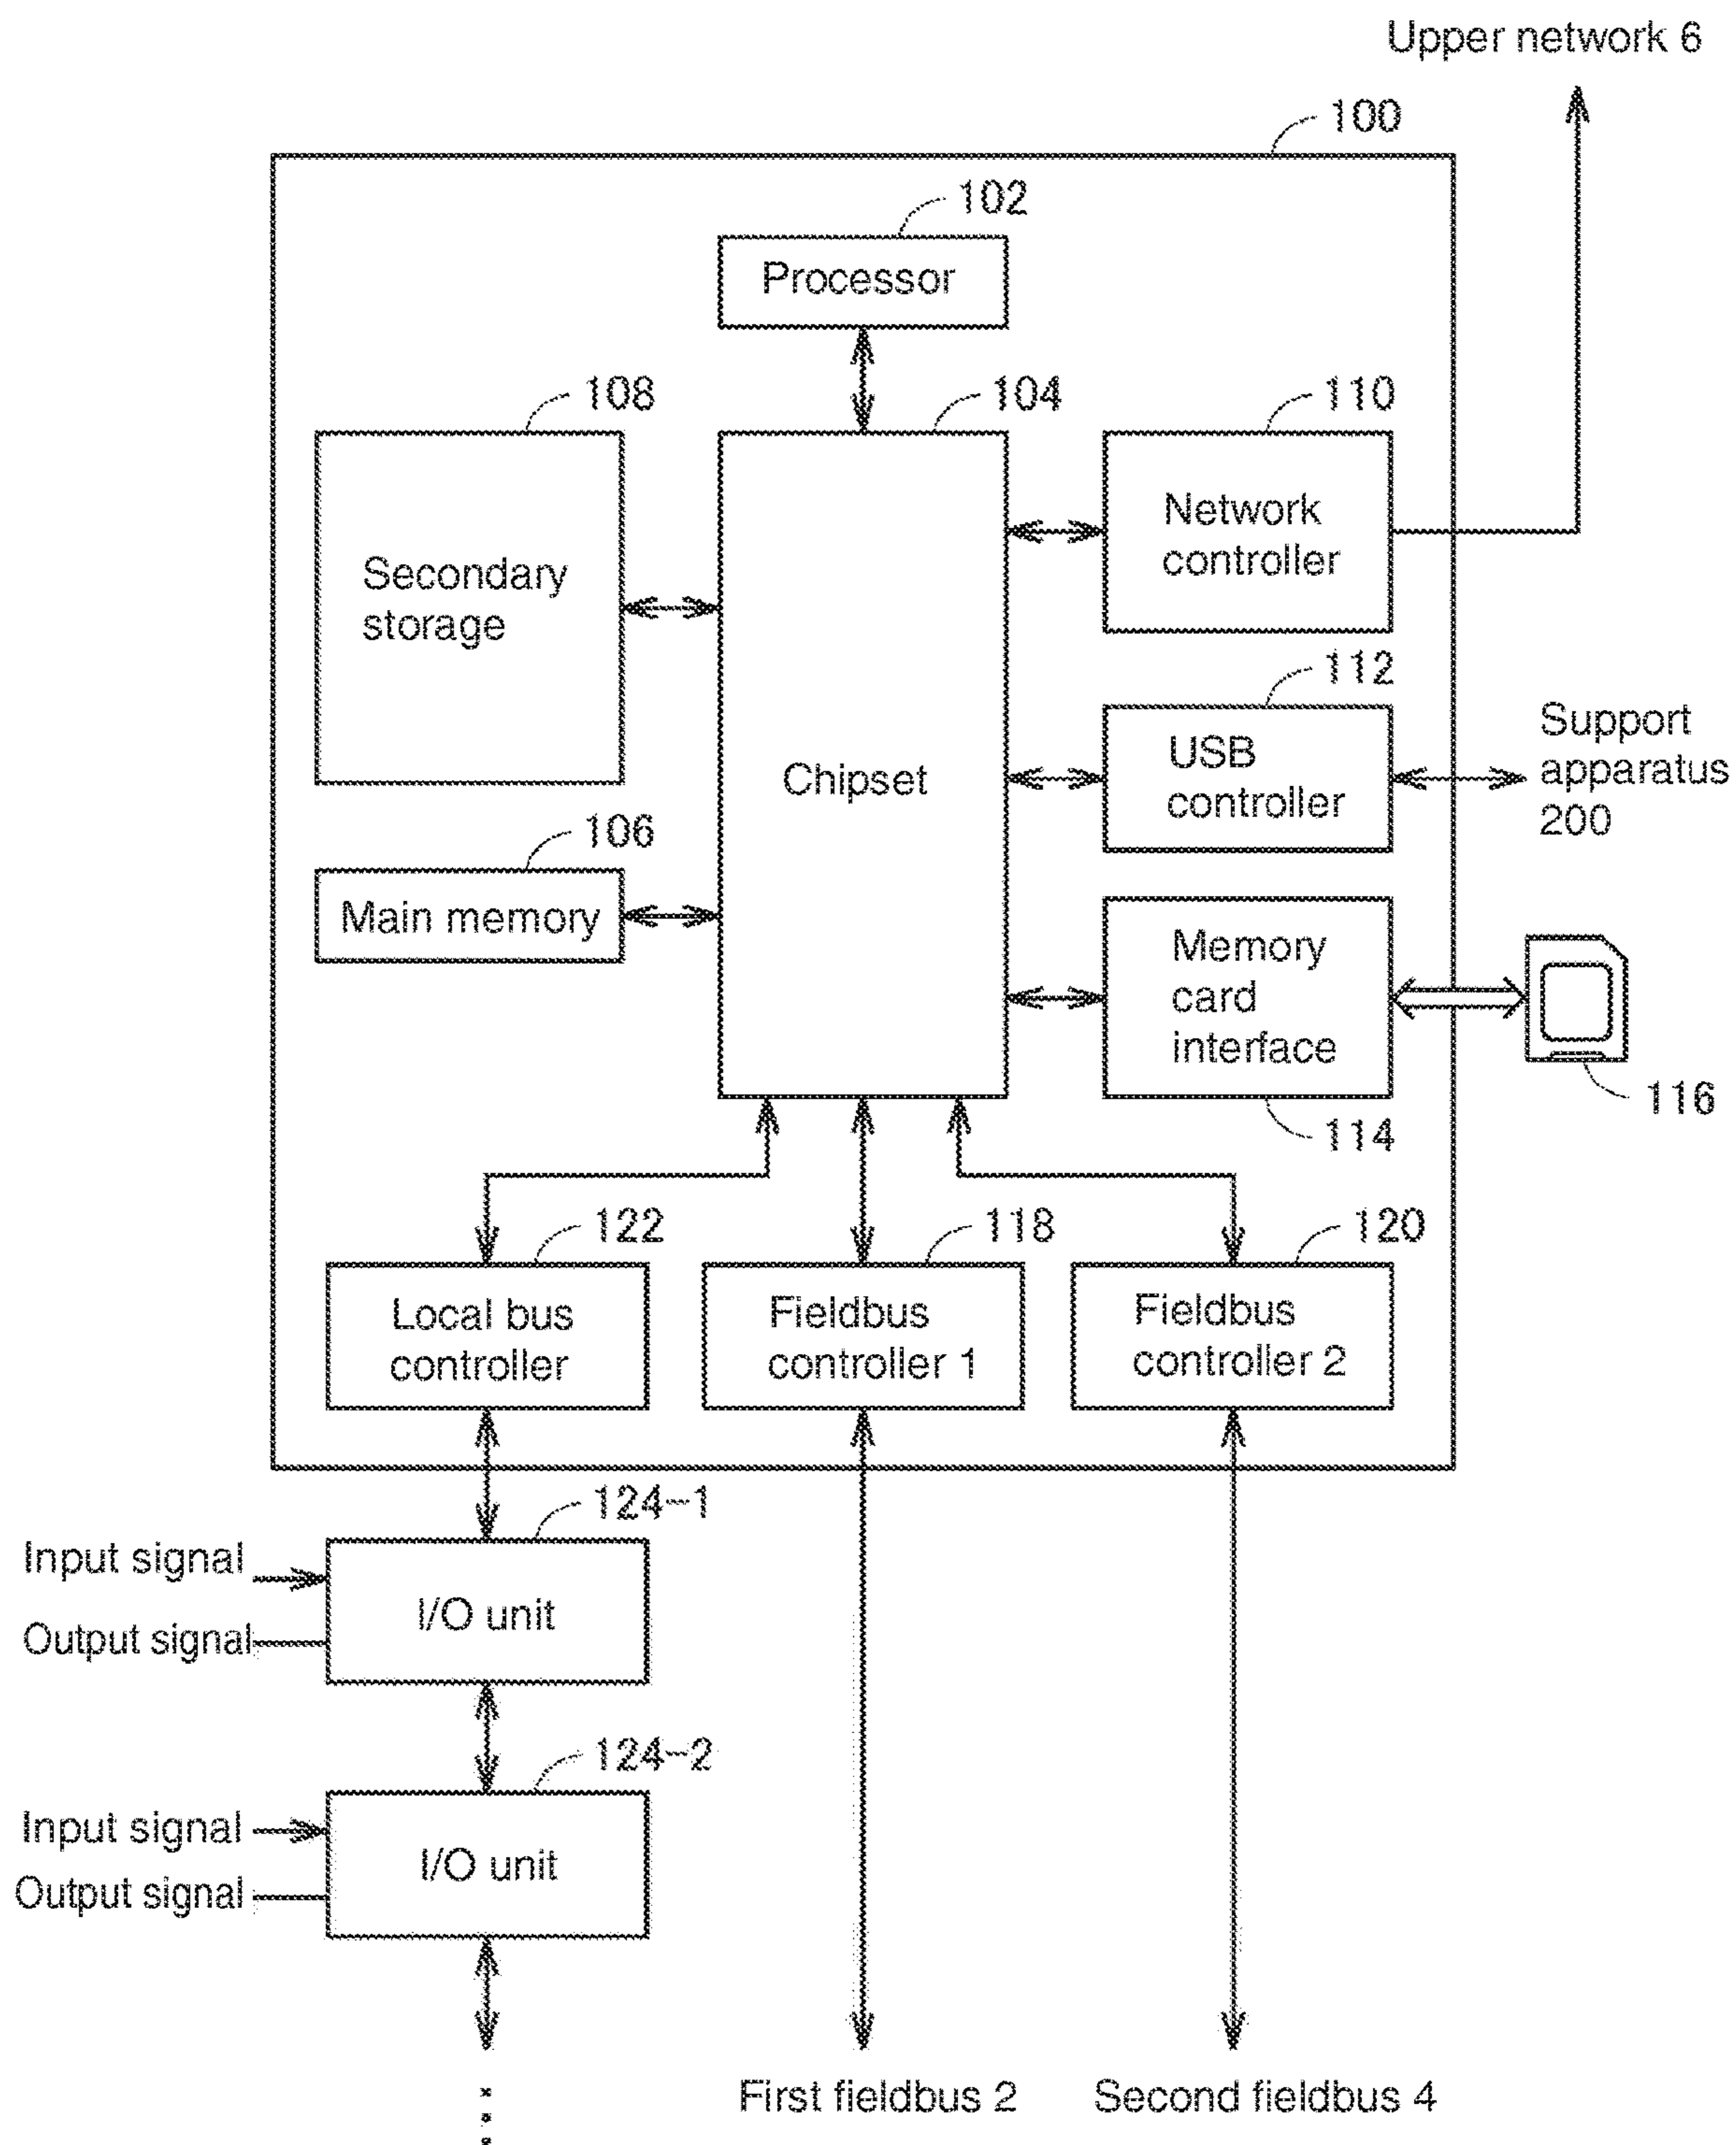 Upper network 6
100
102
Processor
108
104
110
Secondary
storage
Chipset
Network
controller
112
USB
controller
Support
apparatus
200
106
Main memory
Memory
card
interface
114
116
122
118
120
Local bus
controller
Fieldbus
controller 1
Fieldbus
controller 2
124-1
Input signal
Output signal
I/O unit
124-2
Input signal
Output signal
I/O unit
First fieldbus 2
Second fieldbus 4